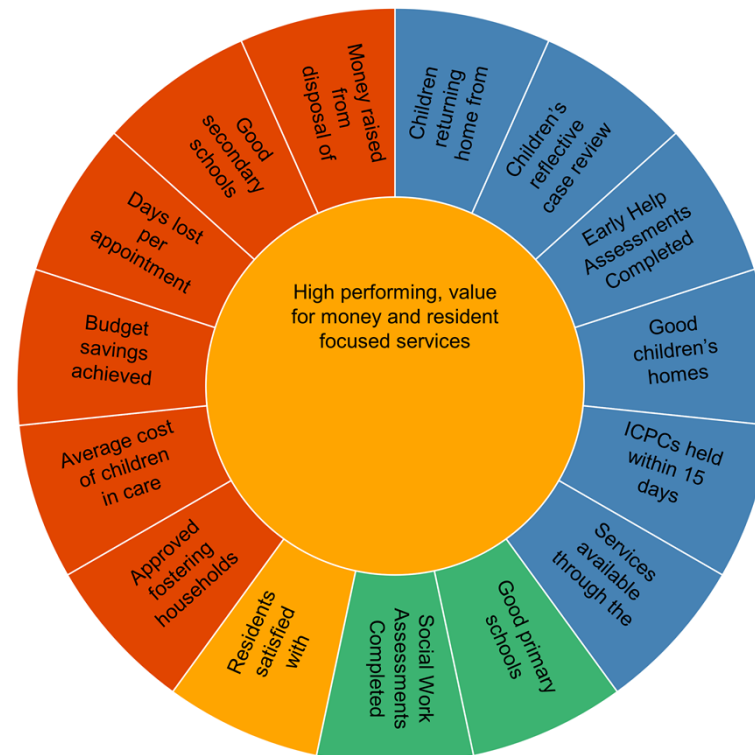 High performing, value
for money and resident
focused services
Children
returning
home from
Children's
reflective
case review
Early Help
Assessments
Completed
Good
children's
homes
ICPCs held
within 15
days
Services
available
through the
Good primary
schools
Social Work
Assessments
Completed
Residents
satisfied
with
Approved
fostering
households
Average cost
of children
in care
Budget
savings
achieved
Days lost
per
appointment
Good
secondary
schools
Money raised
from
disposal of